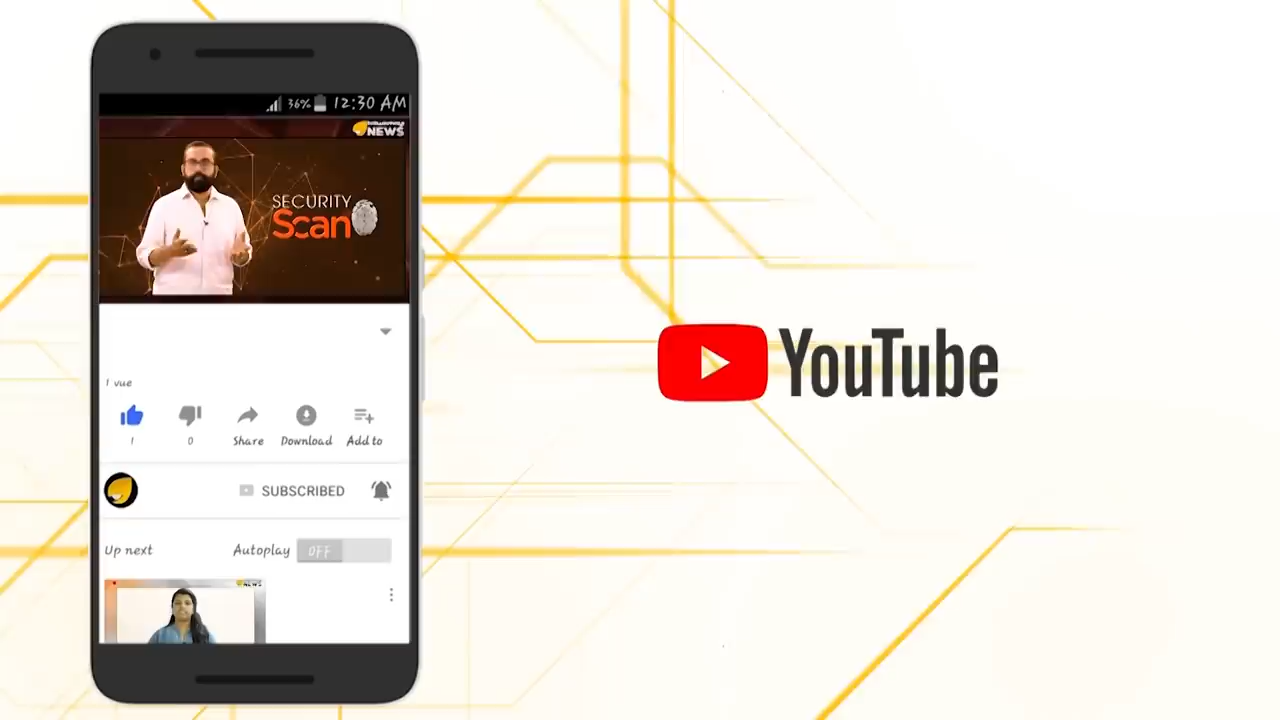 36% 12:30 AM
NEWS
SECURITY
Scan
1 vue
1
0
Share
Download
Add to
SUBSCRIBED
Up next
Autoplay
OFF
NEWS
YouTube